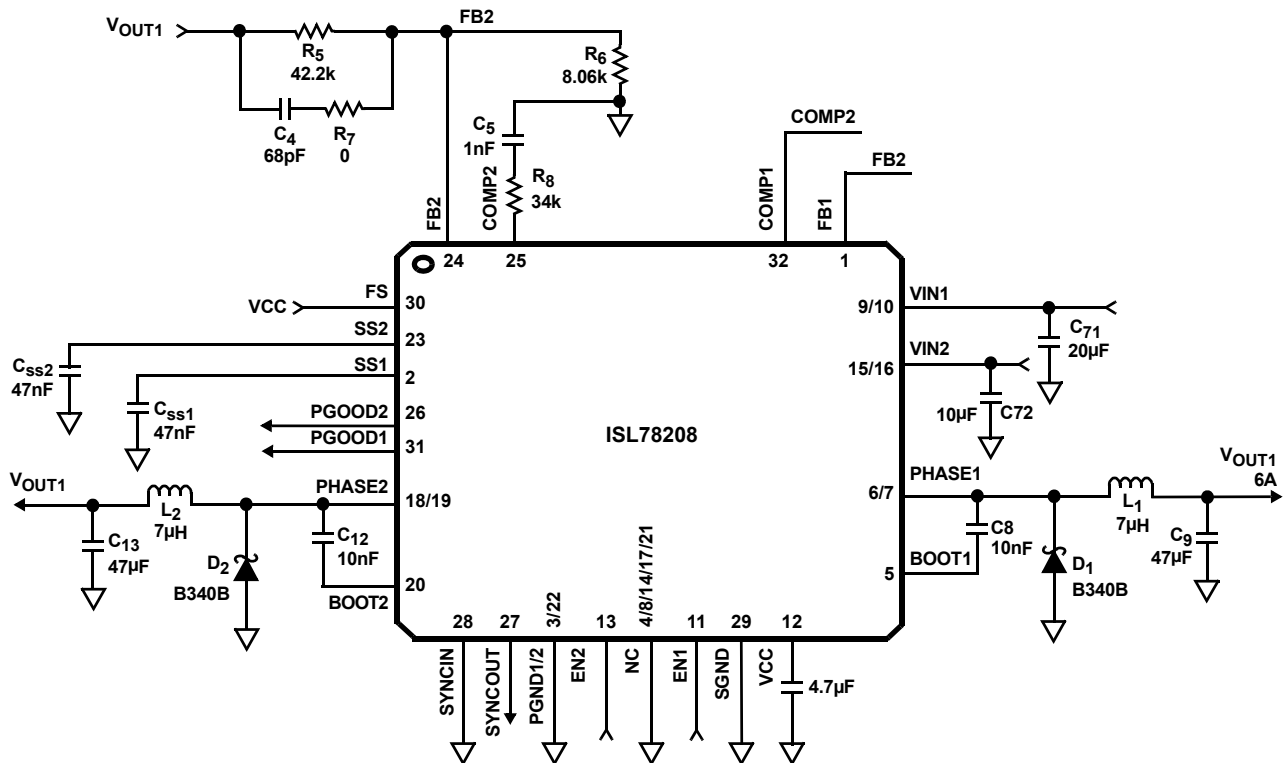 VOUT1
FB2
R5
42.2k
R6
8.06k
C4
68pF
R7
0
C5
1nF
R8
34k
COMP2
FB2
COMP2
FB2
COMP1
FB1
24
25
32
1
VCC
FS
30
SS2
23
SS1
2
Css2
47nF
Css1
47nF
PGOOD2
26
PGOOD1
31
ISL78208
9/10
VIN1
C71
20µF
15/16
VIN2
10µF
C72
VOUT1
L2
7µH
PHASE2
18/19
C13
47µF
D2
B340B
C12
10nF
20
BOOT2
6/7
PHASE1
VOUT1
6A
L1
7µH
C8
10nF
C9
47µF
5
BOOT1
D1
B340B
28
27
3/22
13
4/8/14/17/21
11
29
12
SYNCIN
SYNCOUT
PGND1/2
EN2
NC
EN1
SGND
VCC
4.7µF